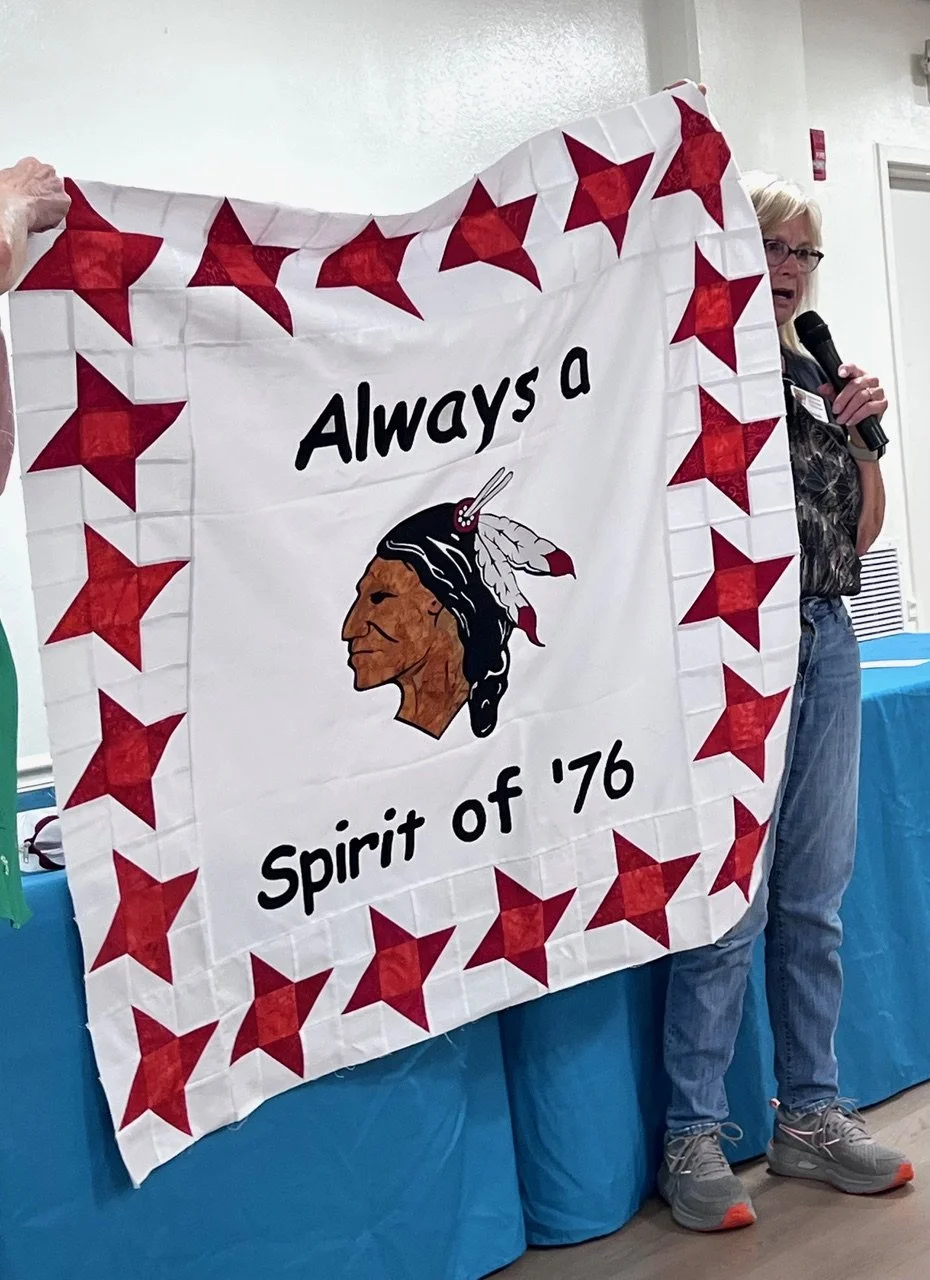 Always a
Spirit of '76